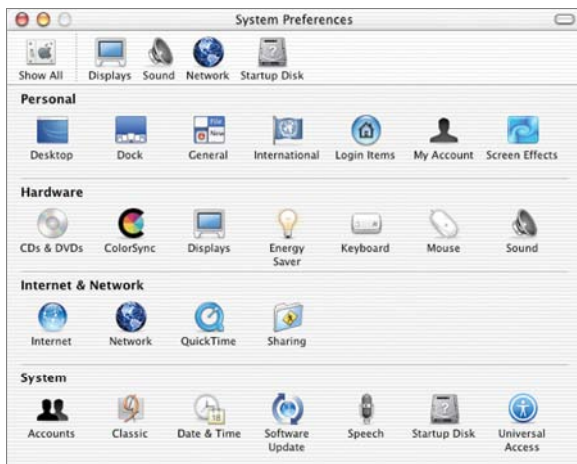 System Preferences
Show All Displays Sound Network Startup Disk
Personal
Desktop Dock General International Login Items My Account Screen Effects
Hardware
CDs & DVDs ColorSync Displays Energy Saver Keyboard Mouse Sound
Internet & Network
Internet Network QuickTime Sharing
System
Accounts Classic Date & Time Software Update Speech Startup Disk Universal Access